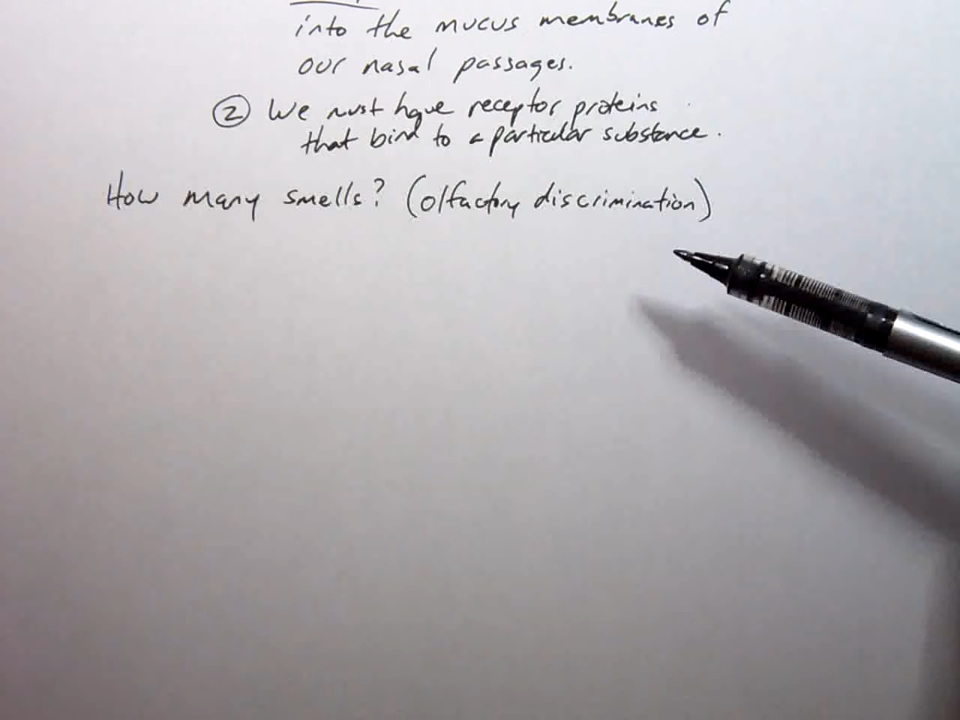 into the mucus membranes of
our nasal passages.
② We must have receptor proteins
that bind to a particular substance.
How many smells? (olfactory discrimination)